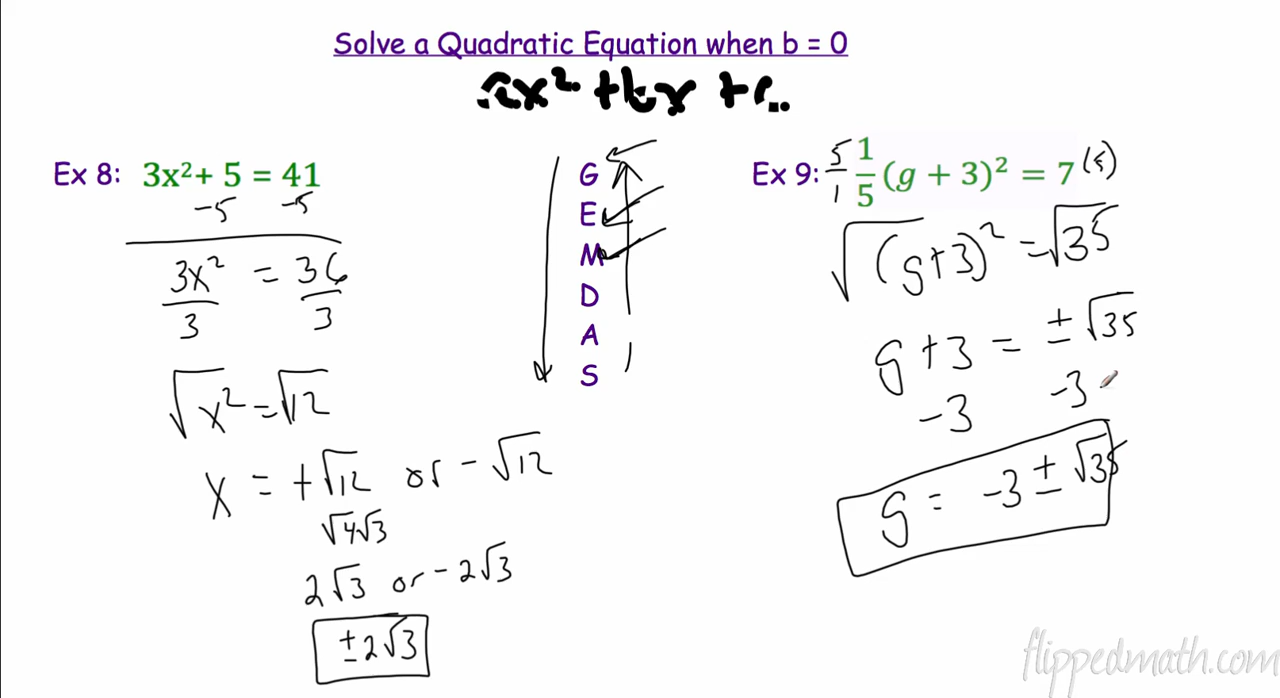 Solve a Quadratic Equation when b = 0
ax² + bx + c
Ex 8: 3x² + 5 = 41
-5 -5
3x² = 36
3 3
√x² = √12
x = +√12 or -√12
√4√3
2√3 or -2√3
±2√3
G
E
M
D
A
S
Ex 9: 5/1 1/5 (g + 3)² = 7 (5)
√(g+3)² = √35
g + 3 = ±√35
-3 -3
g = -3 ± √35
flippedmath.com